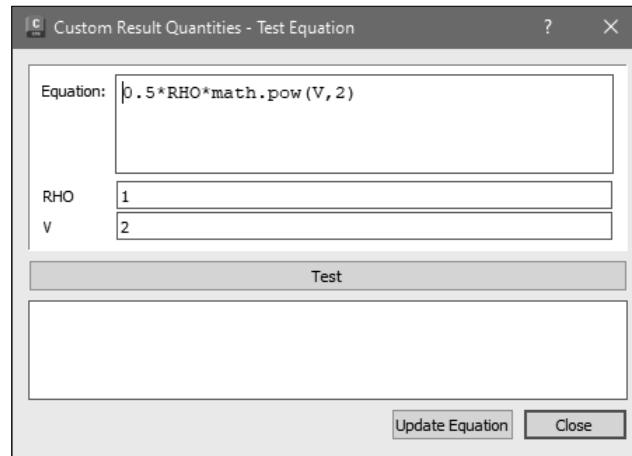 Custom Result Quantities - Test Equation ?
Equation: 0.5*RHO*math.pow(V,2)
RHO 1
V 2
Test
Update Equation Close